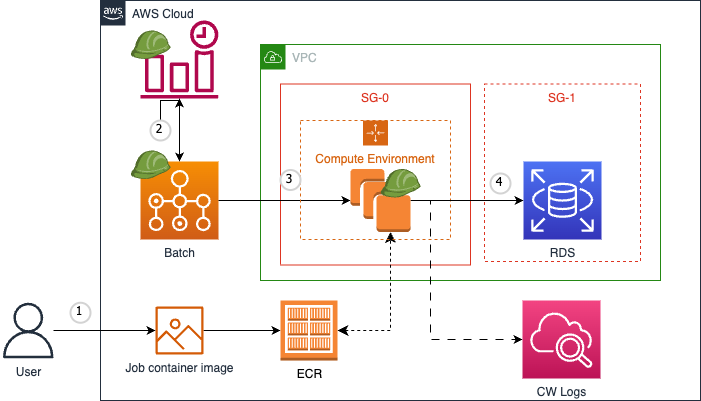 aws
AWS Cloud
VPC
SG-0
SG-1
2
Compute Environment
3
4
Batch
RDS
1
User
Job container image
ECR
CW Logs